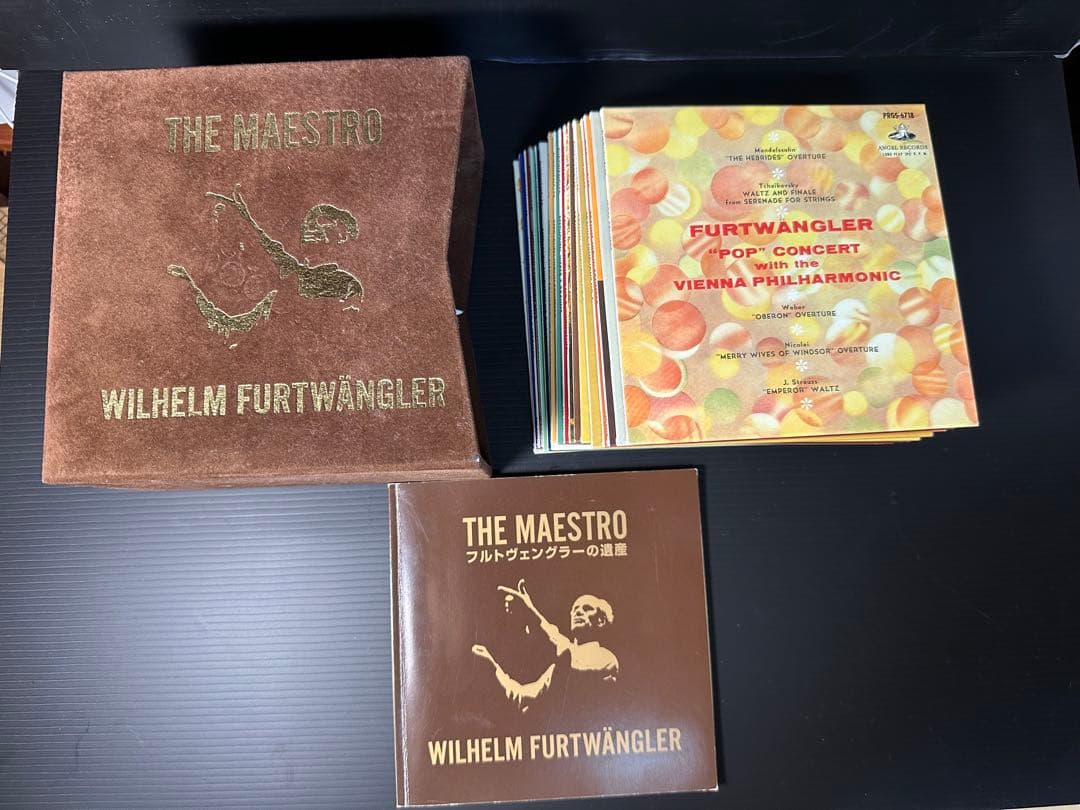 THE MAESTRO
WILHELM FURTWÄNGLER
PRGS-6718
ANGEL RECORDS
Mendelssohn
"THE HEBRIDES" OVERTURE
Tchaikovsky
WALTZ AND FINALE
from SERENADE FOR STRINGS
FURTWÄNGLER
"POP" CONCERT
with the
VIENNA PHILHARMONIC
Weber
"OBERON" OVERTURE
Nicolai
"MERRY WIVES OF WINDSOR" OVERTURE
J. Strauss
"EMPEROR" WALTZ
THE MAESTRO
フルトヴェングラーの遺産
WILHELM FURTWÄNGLER